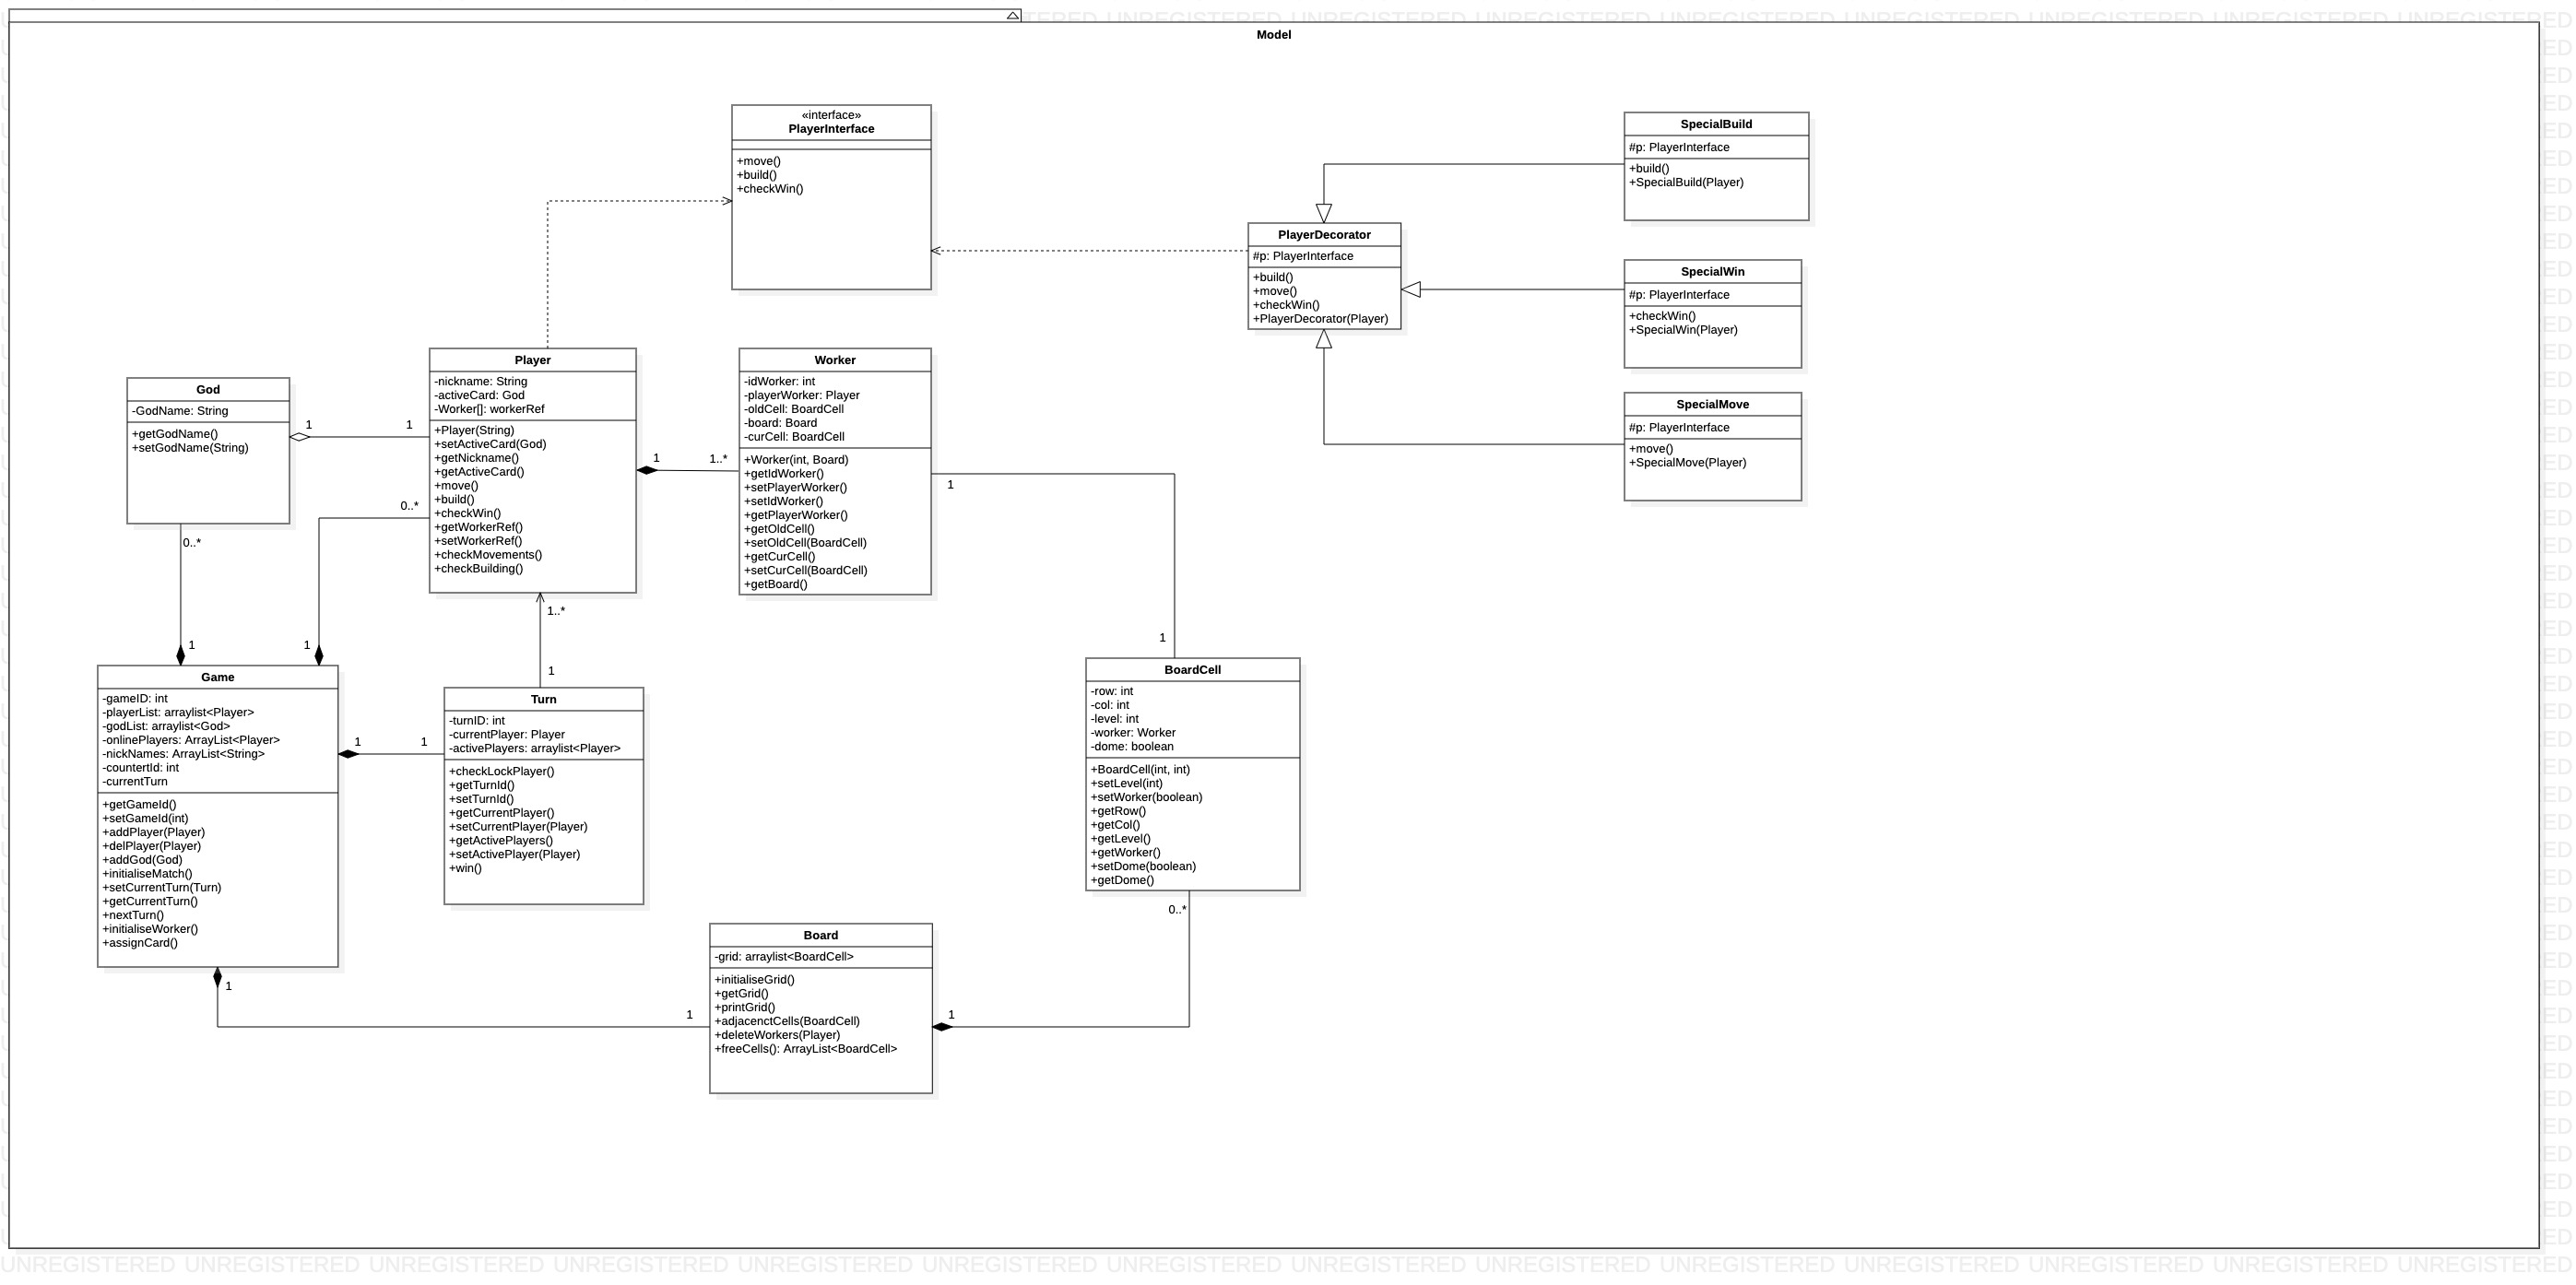 Model
«interface»
PlayerInterface
+move()
+build()
+checkWin()
SpecialBuild
#p: PlayerInterface
+build()
+SpecialBuild(Player)
PlayerDecorator
#p: PlayerInterface
+build()
+move()
+checkWin()
+PlayerDecorator(Player)
SpecialWin
#p: PlayerInterface
+checkWin()
+SpecialWin(Player)
SpecialMove
#p: PlayerInterface
+move()
+SpecialMove(Player)
God
-GodName: String
+getGodName()
+setGodName(String)
1
1
0..*
1
0..*
1
Player
-nickname: String
-activeCard: God
-Worker[]: workerRef
+Player(String)
+setActiveCard(God)
+getNickname()
+getActiveCard()
+move()
+build()
+checkWin()
+getWorkerRef()
+setWorkerRef()
+checkMovements()
+checkBuilding()
1
1..*
Worker
-idWorker: int
-playerWorker: Player
-oldCell: BoardCell
-board: Board
-curCell: BoardCell
+Worker(int, Board)
+getIdWorker()
+setPlayerWorker()
+setIdWorker()
+getPlayerWorker()
+getOldCell()
+setOldCell(BoardCell)
+getCurCell()
+setCurCell(BoardCell)
+getBoard()
1
1
1..*
1
Game
-gameID: int
-playerList: arraylist<Player>
-godList: arraylist<God>
-onlinePlayers: ArrayList<Player>
-nickNames: ArrayList<String>
-countertId: int
-currentTurn
+getGameId()
+setGameId(int)
+addPlayer(Player)
+delPlayer(Player)
+addGod(God)
+initialiseMatch()
+setCurrentTurn(Turn)
+getCurrentTurn()
+nextTurn()
+initialiseWorker()
+assignCard()
1
1
Turn
-turnID: int
-currentPlayer: Player
-activePlayers: arraylist<Player>
+checkLockPlayer()
+getTurnId()
+setTurnId()
+getCurrentPlayer()
+setCurrentPlayer(Player)
+getActivePlayers()
+setActivePlayer(Player)
+win()
BoardCell
-row: int
-col: int
-level: int
-worker: Worker
-dome: boolean
+BoardCell(int, int)
+setLevel(int)
+setWorker(boolean)
+getRow()
+getCol()
+getLevel()
+getWorker()
+setDome(boolean)
+getDome()
0..*
1
1
1
Board
-grid: arraylist<BoardCell>
+initialiseGrid()
+getGrid()
+printGrid()
+adjacenctCells(BoardCell)
+deleteWorkers(Player)
+freeCells(): ArrayList<BoardCell>
UNREGISTERED UNREGISTERED UNREGISTERED UNREGISTERED UNREGISTERED UNREGISTERED UNREGISTERED UNREGISTERED UNREGISTERED UNREGISTERED UNREGISTERED UNREGISTERED UNREGISTERED UNREGISTERED